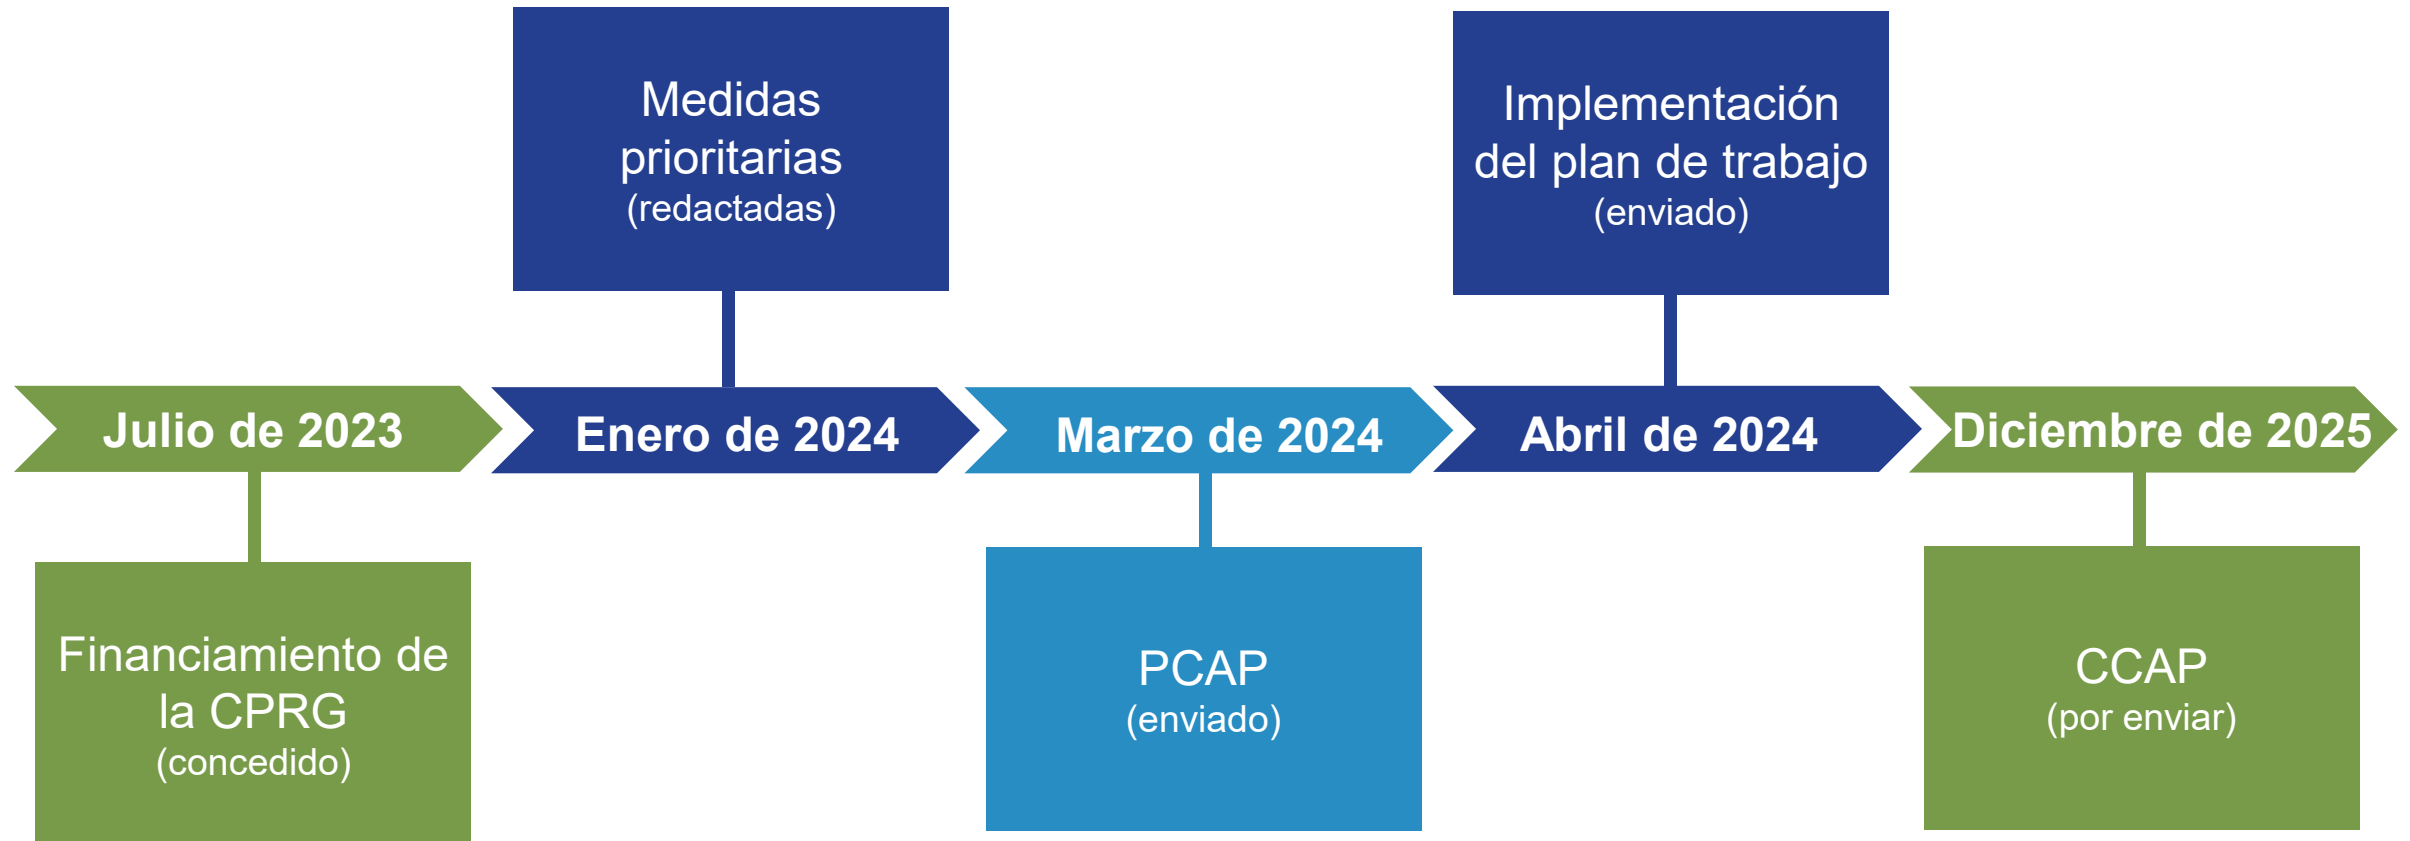 Medidas
prioritarias
(redactadas)
Implementación
del plan de trabajo
(enviado)
Julio de 2023
Enero de 2024
Marzo de 2024
Abril de 2024
Diciembre de 2025
Financiamiento de
la CPRG
(concedido)
PCAP
(enviado)
CCAP
(por enviar)